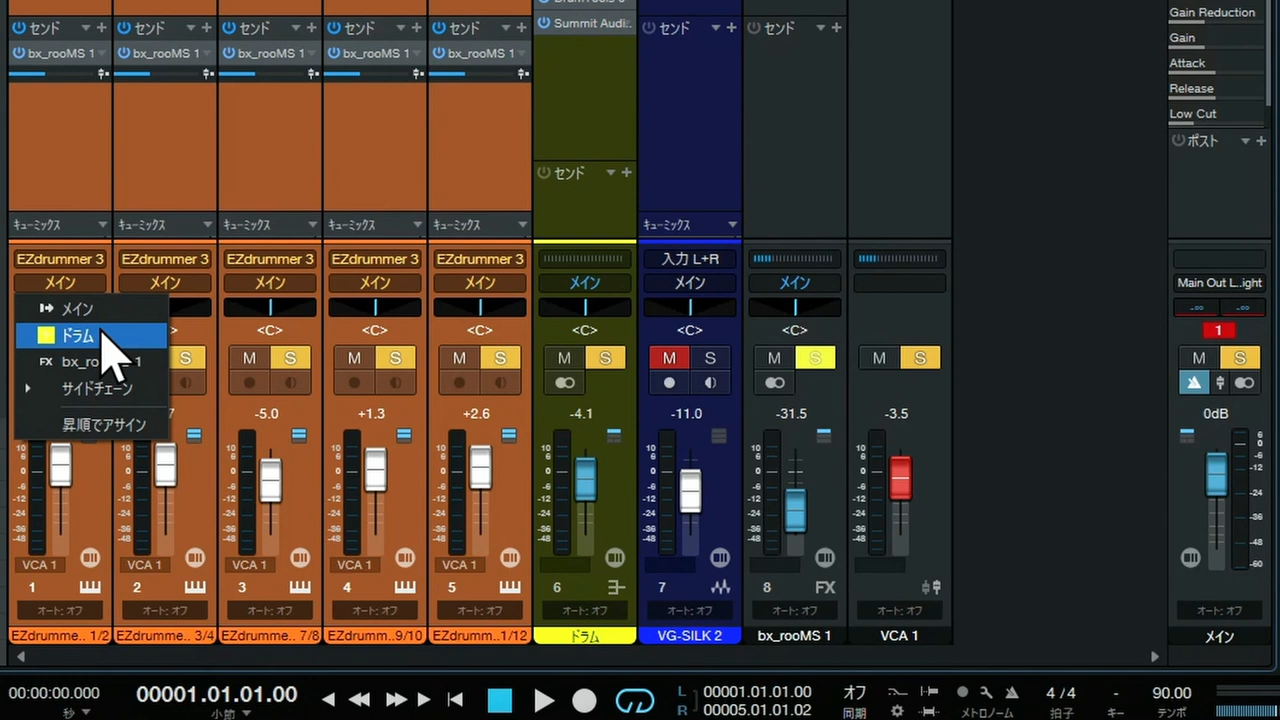 Summit Audi..
センド センド センド センド センド センド センド
bx_rooMS 1 bx_rooMS 1 bx_rooMS 1 bx_rooMS 1 bx_rooMS 1
Gain Reduction
Gain
Attack
Release
Low Cut
ポスト
センド
キューミックス キューミックス キューミックス キューミックス キューミックス キューミックス
EZdrummer 3 EZdrummer 3 EZdrummer 3 EZdrummer 3 EZdrummer 3 入力 L+R
メイン メイン メイン メイン メイン メイン メイン メイン Main Out L..ight
メイン
ドラム
サイドチェーン
昇順でアサイン
<C> <C> <C> <C> <C> <C>
-∞ -∞
1
S M S M S M S M S M S M S M S M S
-5.0 +1.3 +2.6 -4.1 -11.0 -31.5 -3.5 0dB
VCA 1 VCA 1 VCA 1 VCA 1 VCA 1
1 2 3 4 5 6 7 8 FX
オート: オフ オート: オフ オート: オフ オート: オフ オート: オフ オート: オフ オート: オフ オート: オフ オート: オフ オート: オフ
EZdrumme.. 1/2 EZdrumme.. 3/4 EZdrumme.. 7/8 EZdrumm..9/10 EZdrumm..1/12 ドラム VG-SILK 2 bx_rooMS 1 VCA 1 メイン
00:00:00.000 00001.01.01.00 L 00001.01.01.00 オフ 4 / 4 - 90.00
秒 小節 R 00005.01.01.02 同期 メトロノーム 拍子 キー テンポ